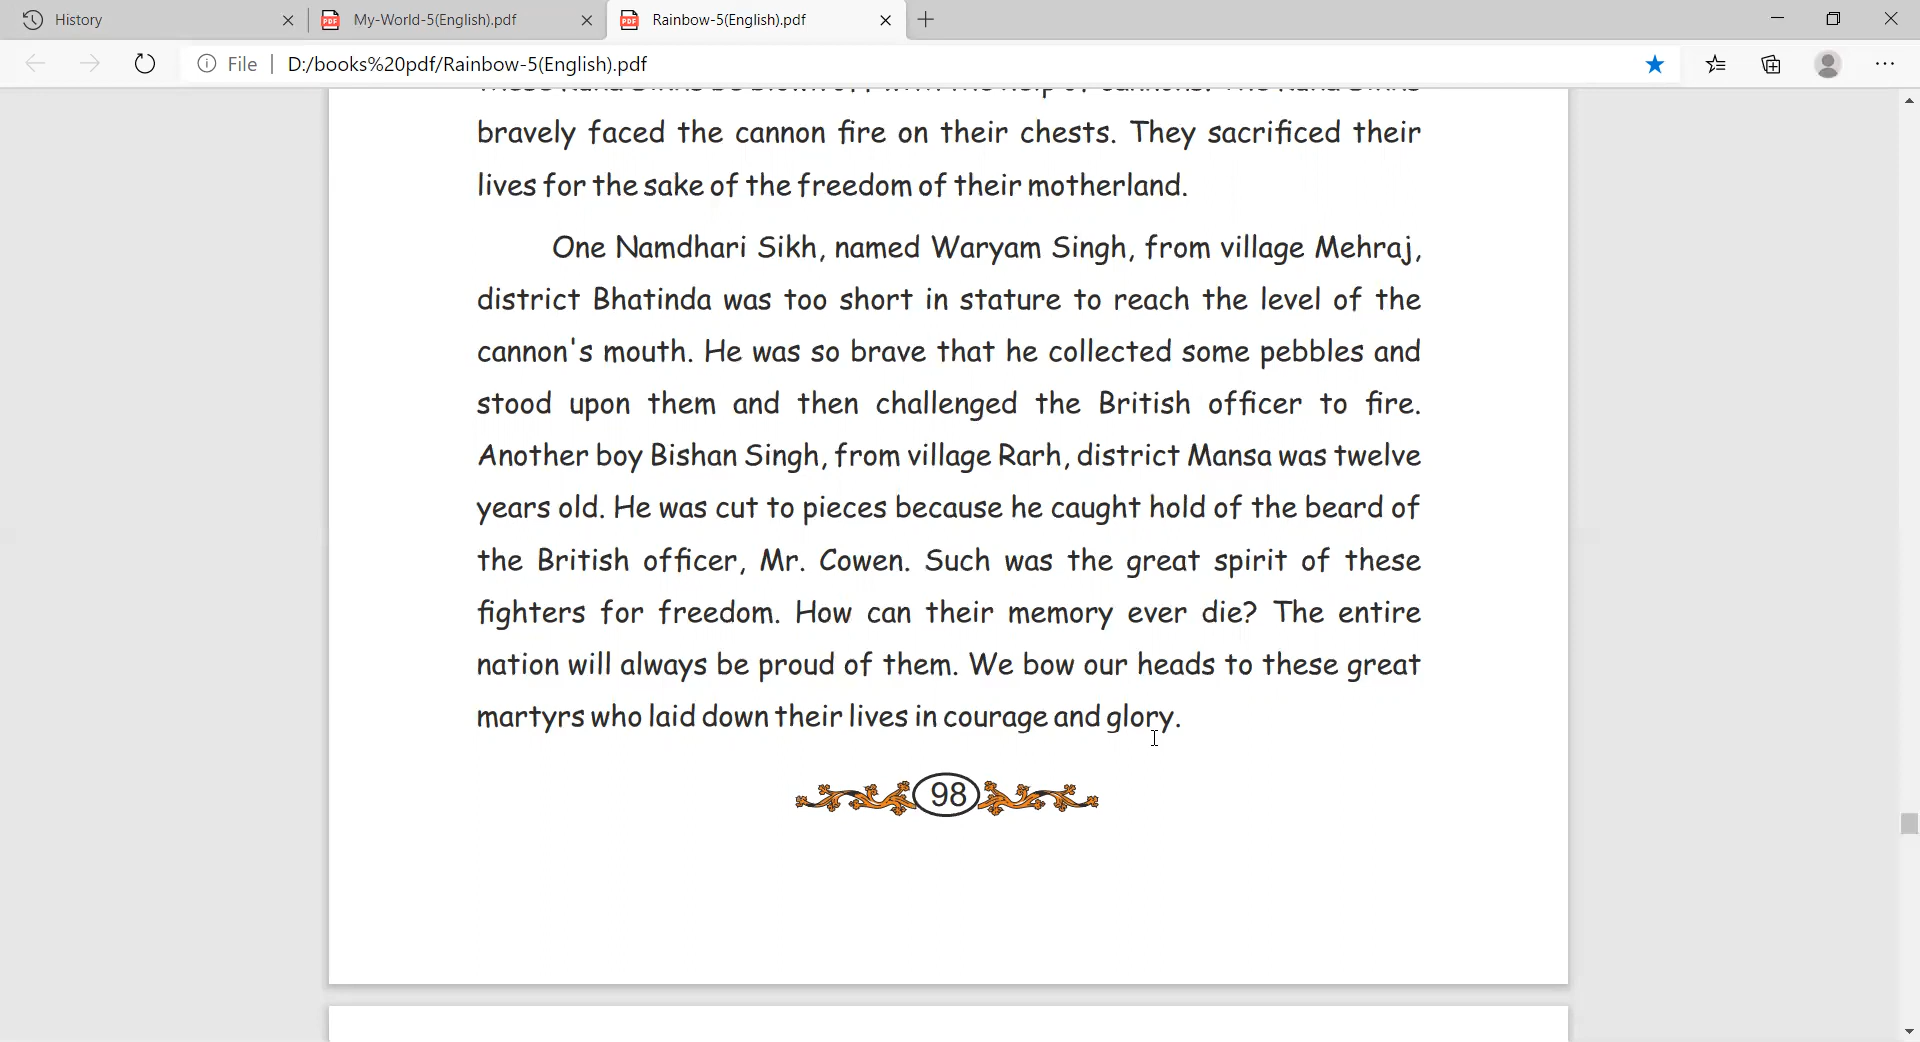 History
My-World-5(English).pdf
Rainbow-5(English).pdf
File
D:/books%20pdf/Rainbow-5(English).pdf
bravely faced the cannon fire on their chests. They sacrificed their
lives for the sake of the freedom of their motherland.
One Namdhari Sikh, named Waryam Singh, from village Mehraj,
district Bhatinda was too short in stature to reach the level of the
cannon's mouth. He was so brave that he collected some pebbles and
stood upon them and then challenged the British officer to fire.
Another boy Bishan Singh, from village Rarh, district Mansa was twelve
years old. He was cut to pieces because he caught hold of the beard of
the British officer, Mr. Cowen. Such was the great spirit of these
fighters for freedom. How can their memory ever die? The entire
nation will always be proud of them. We bow our heads to these great
martyrs who laid down their lives in courage and glory.
98